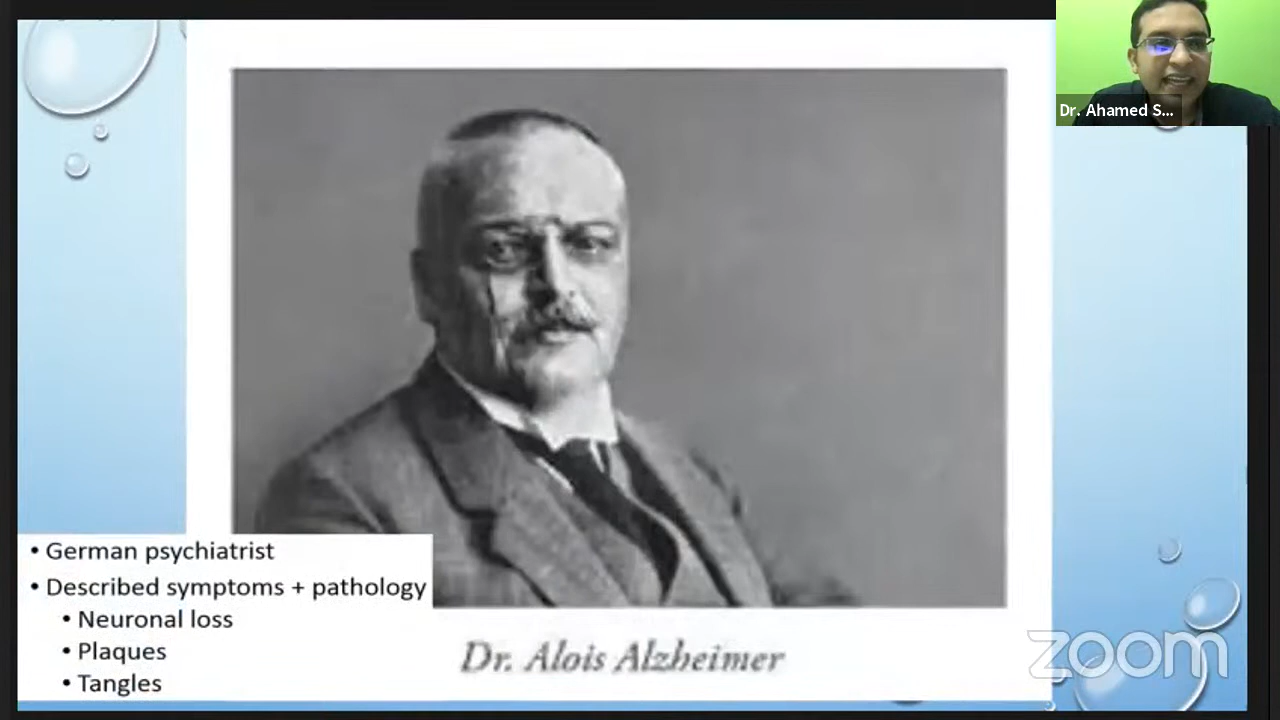 Dr. Ahamed S...
• German psychiatrist
• Described symptoms + pathology
• Neuronal loss
• Plaques
• Tangles
Dr. Alois Alzheimer
zoom